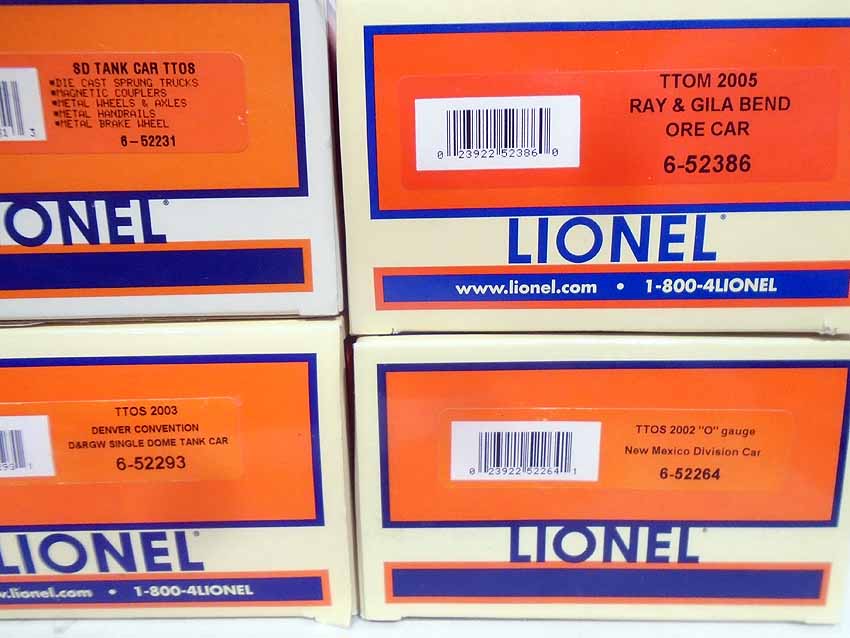 SD TANK CAR TTOS
*DIE CAST SPRUNG TRUCKS
*MAGNETIC COUPLERS
*METAL WHEELS & AXLES
*METAL HANDRAILS
*METAL BRAKE WHEEL
6-52231
3
ONEL
TTOM 2005
RAY & GILA BEND
ORE CAR
6-52386
0 23922 52386 0
LIONEL
www.lionel.com • 1-800-4LIONEL
TTOS 2003
DENVER CONVENTION
D&RGW SINGLE DOME TANK CAR
6-52293
1
LIONEL
w.lionel.com • 1-800-4LIONEL
TTOS 2002 "O" gauge
New Mexico Division Car
6-52264
0 23922 52264 1
LIONEL